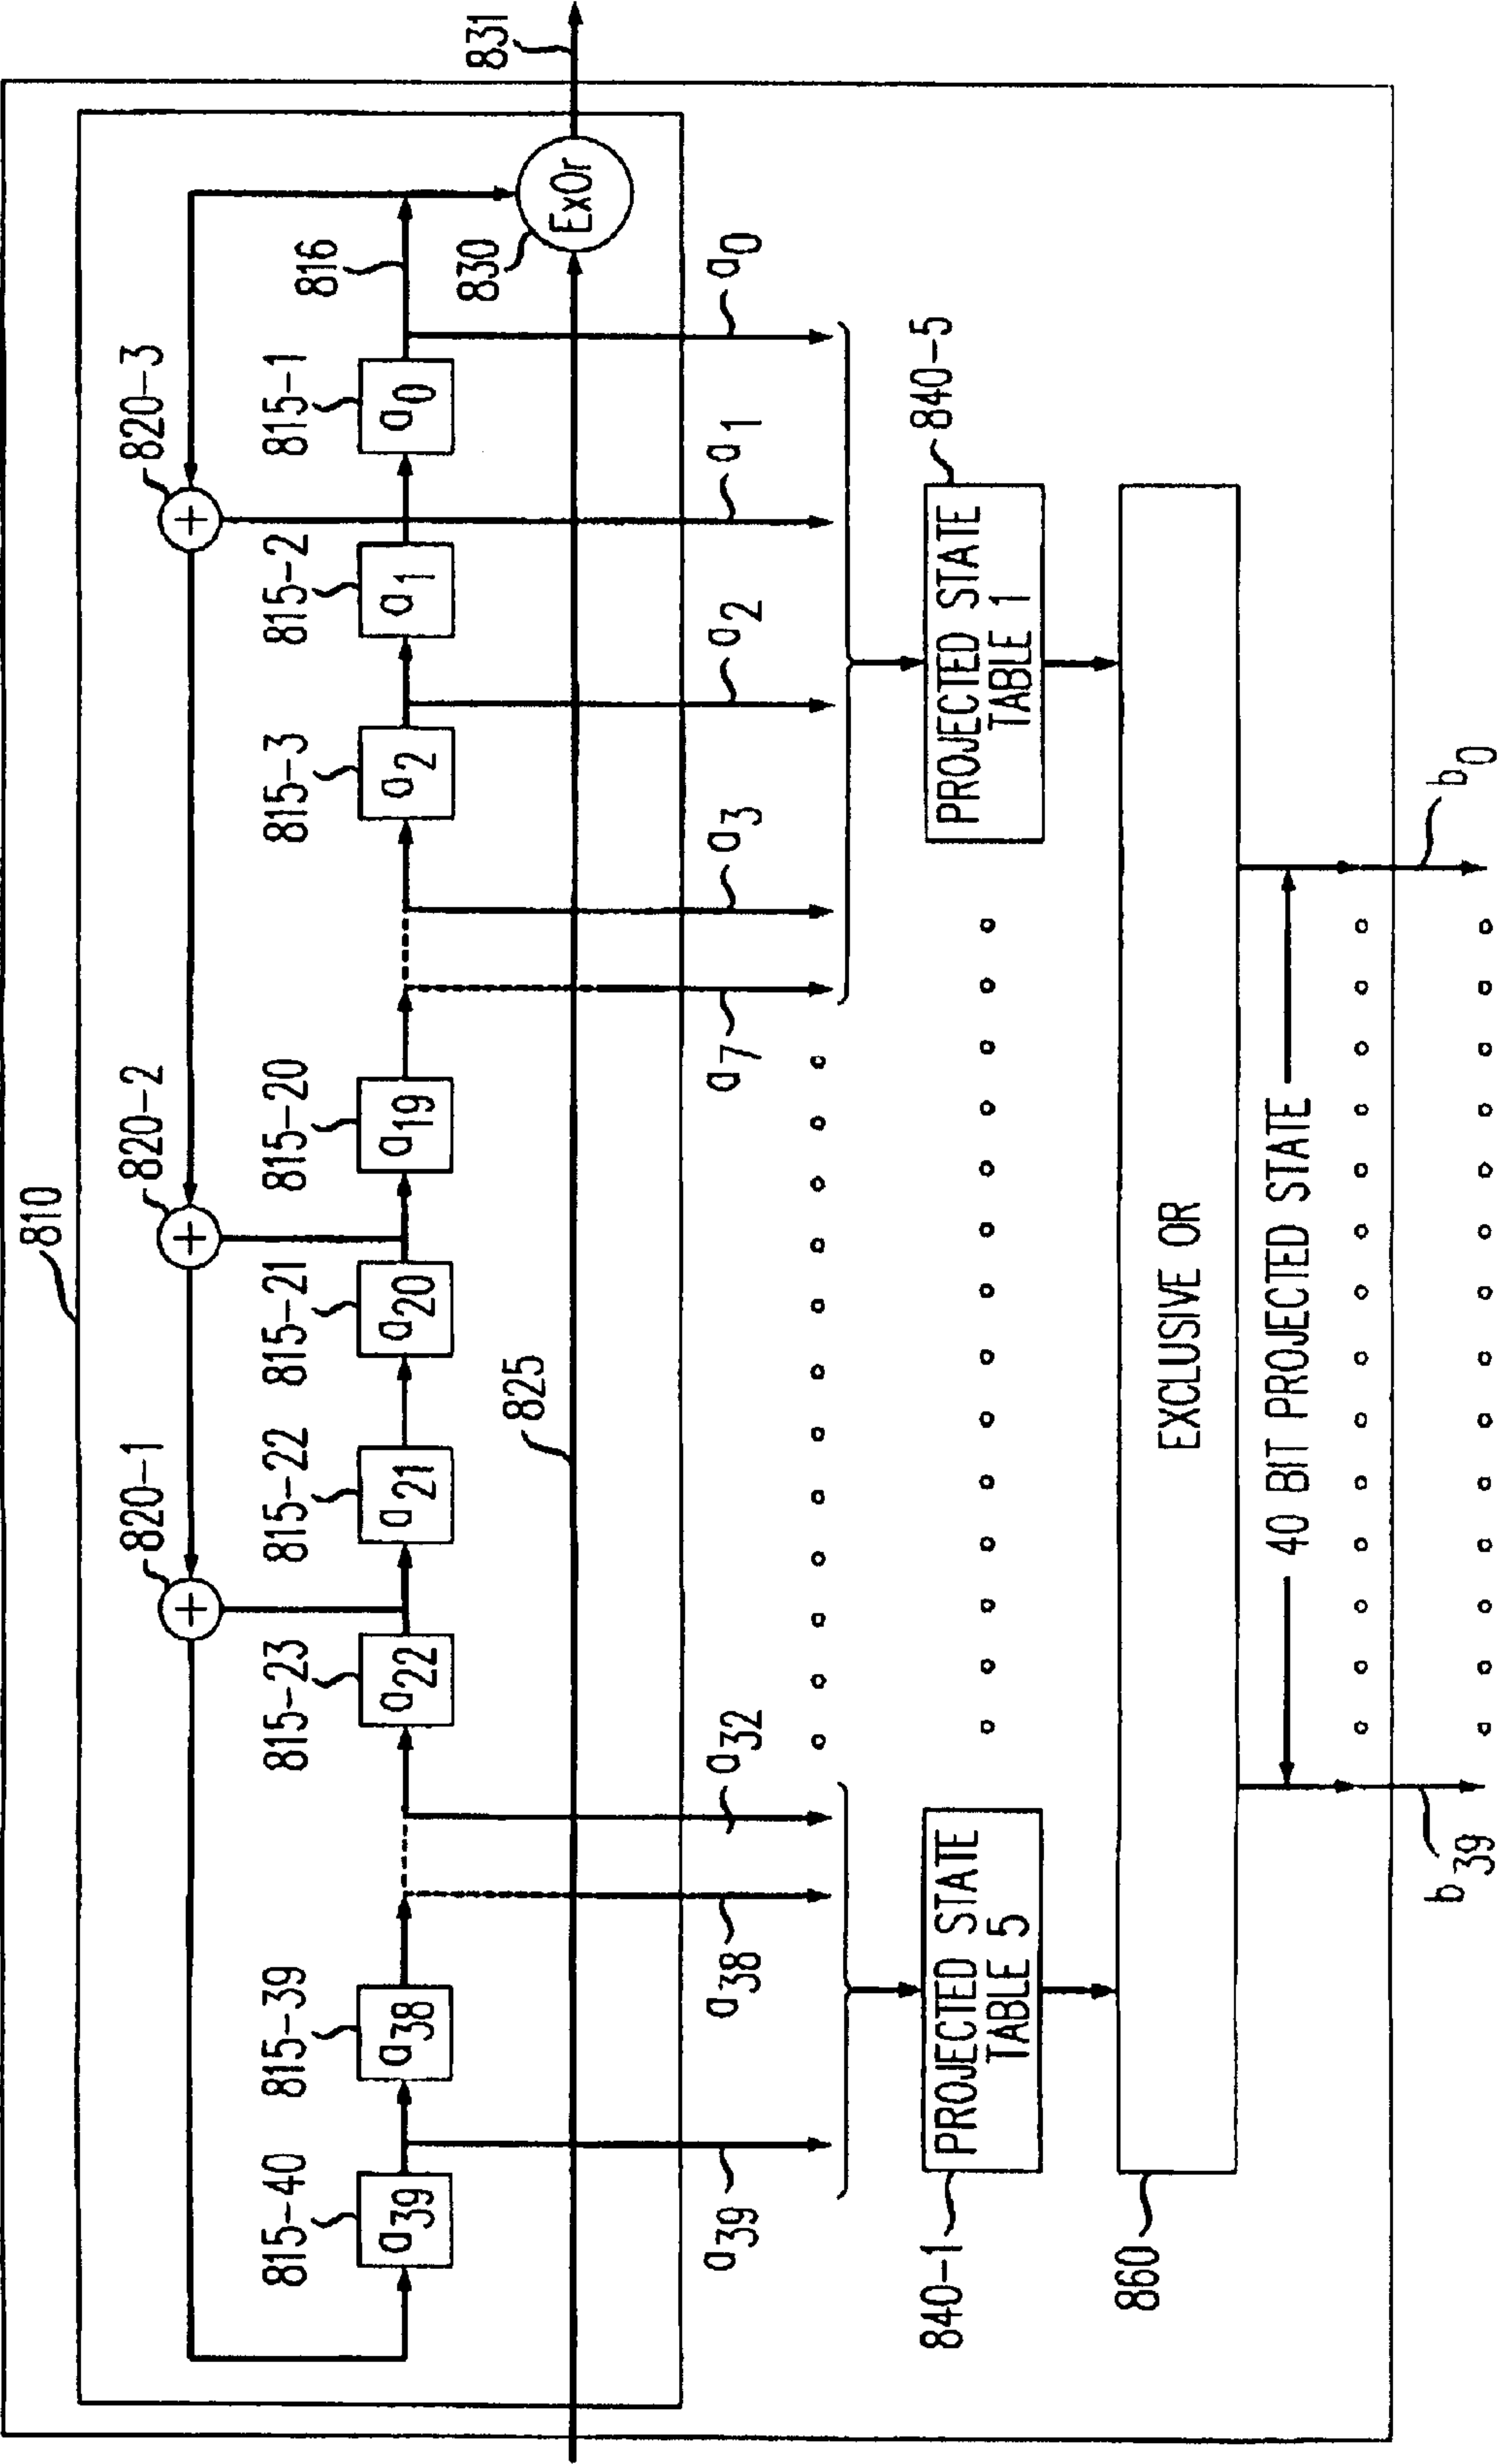 810
820-1
820-2
820-3
815-40
815-39
815-23
815-22
815-21
815-20
815-3
815-2
815-1
816
a39
a38
a22
a21
a20
a19
a2
a1
a0
825
830
ExOr
831
a39
a38
a32
a7
a3
a2
a1
a0
840-1
PROJECTED STATE
TABLE 5
PROJECTED STATE
TABLE 1
840-5
860
EXCLUSIVE OR
40 BIT PROJECTED STATE
b39
b0